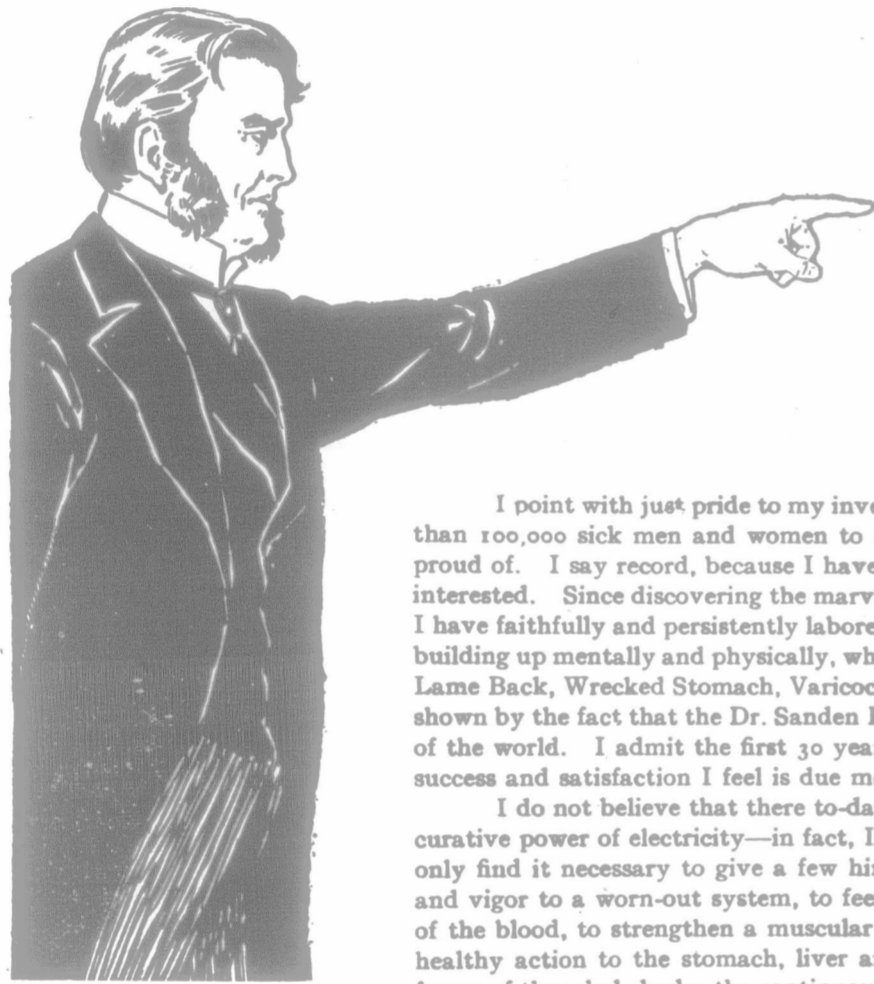 I point with just pride to my inve
than 100,000 sick men and women to
proud of. I say record, because I have
interested. Since discovering the marv
I have faithfully and persistently labore
building up mentally and physically, wh
Lame Back, Wrecked Stomach, Varicoc
shown by the fact that the Dr. Sanden
of the world. I admit the first 30 yea
success and satisfaction I feel is due m
I do not believe that there to-da
curative power of electricity—in fact, I
only find it necessary to give a few hi
and vigor to a worn-out system, to fee
of the blood, to strengthen a muscular
healthy action to the stomach, liver a